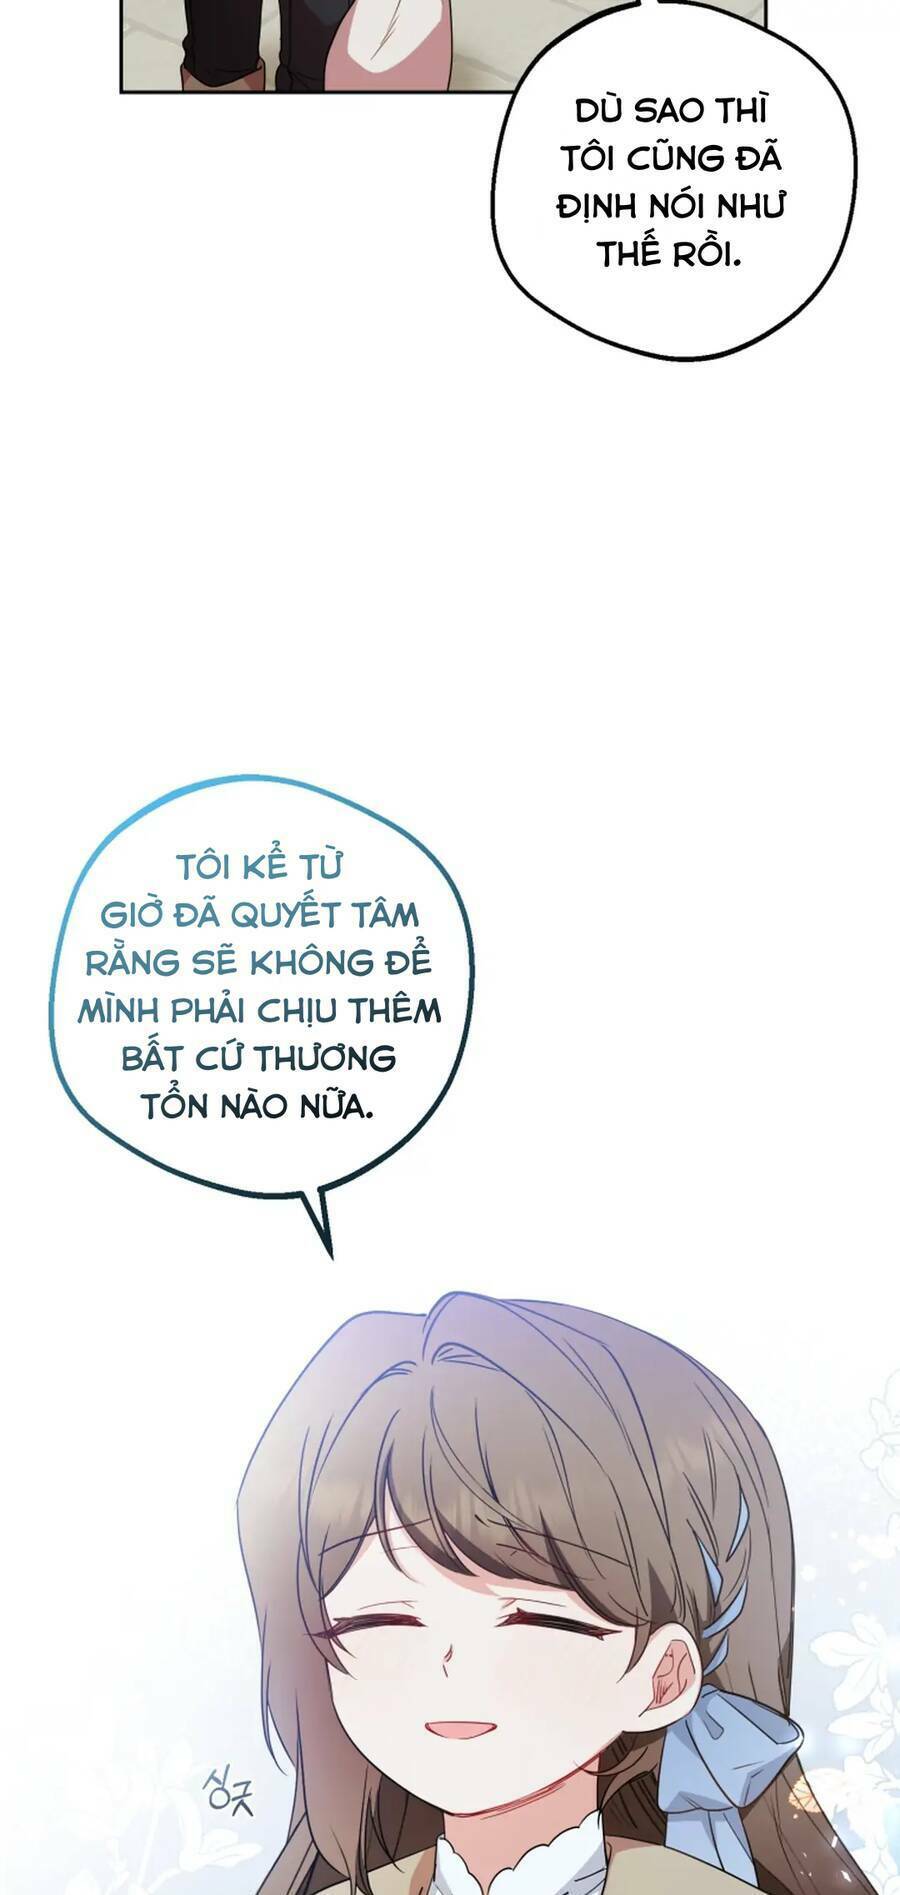 DÙ SAO THÌ
TÔI CŨNG ĐÃ
ĐỊNH NÓI NHƯ
THẾ RỒI.
TÔI KỂ TỪ
GIỜ ĐÃ QUYẾT TÂM
RẰNG SẼ KHÔNG ĐỂ
MÌNH PHẢI CHỊU THÊM
BẤT CỨ THƯƠNG
TỔN NÀO NỮA.
싱긋